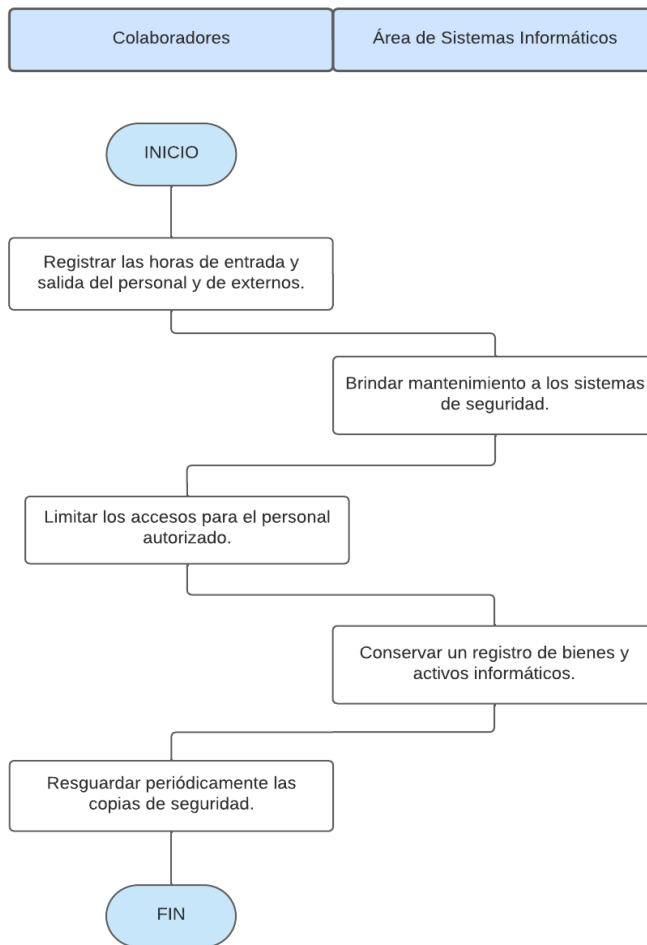 Colaboradores
Área de Sistemas Informáticos
INICIO
Registrar las horas de entrada y
salida del personal y de externos.
Brindar mantenimiento a los sistemas
de seguridad.
Limitar los accesos para el personal
autorizado.
Conservar un registro de bienes y
activos informáticos.
Resguardar periódicamente las
copias de seguridad.
FIN